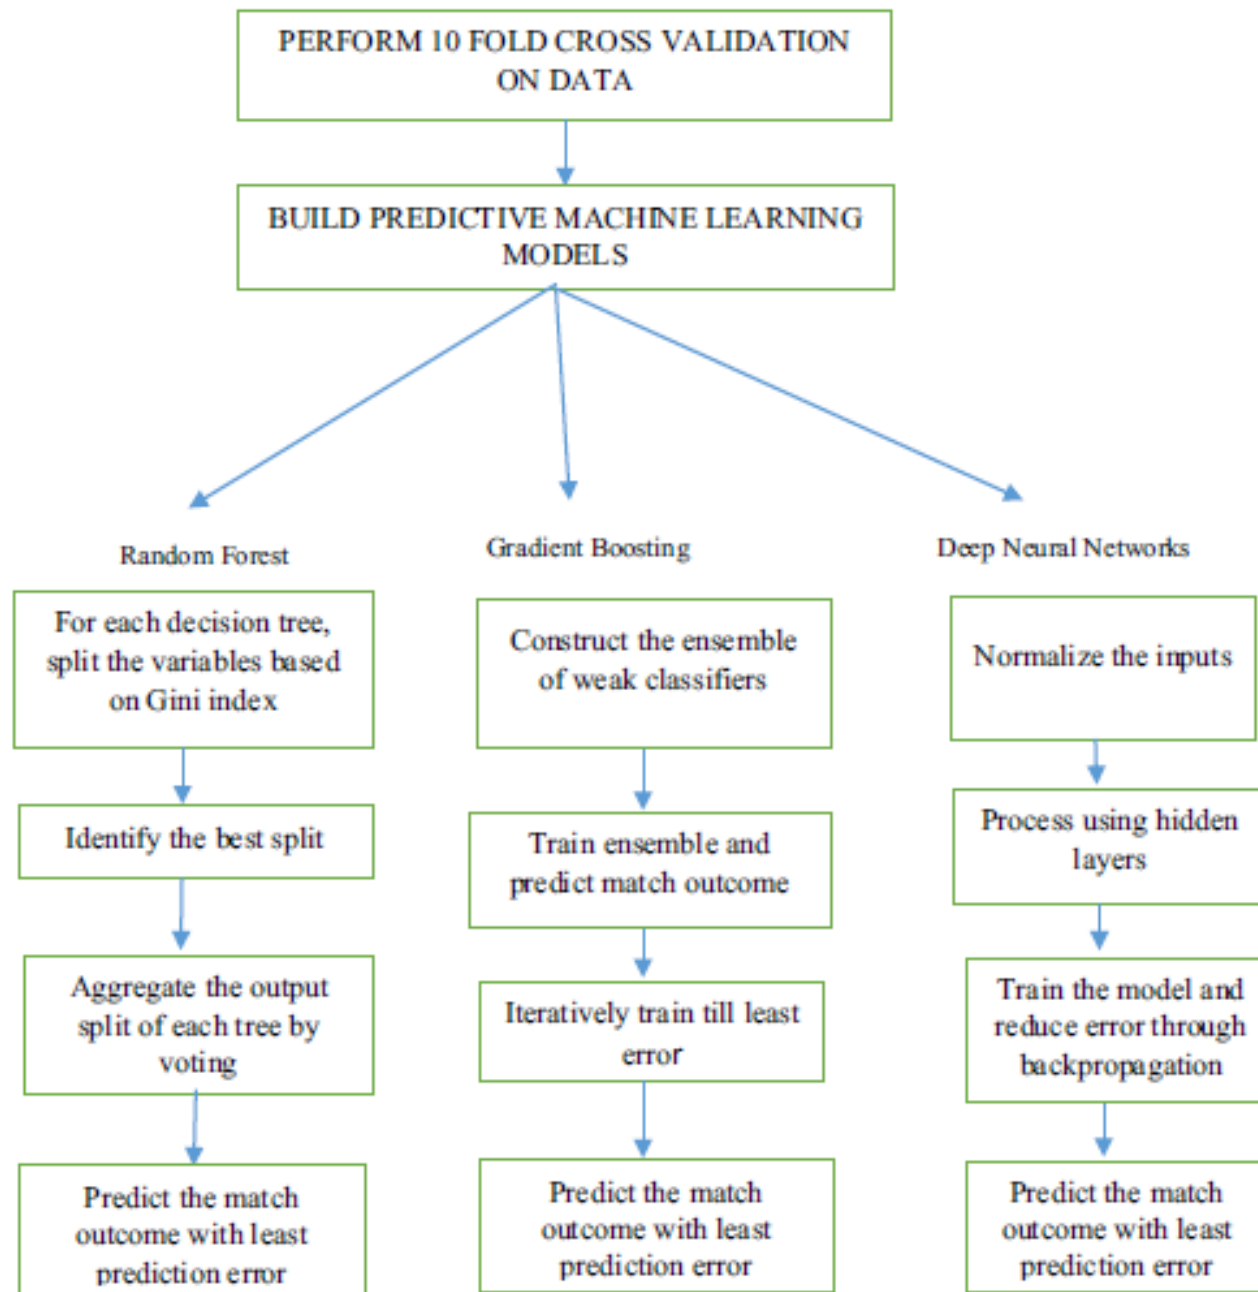 PERFORM 10 FOLD CROSS VALIDATION
ON DATA
BUILD PREDICTIVE MACHINE LEARNING
MODELS
Random Forest
Gradient Boosting
Deep Neural Networks
For each decision tree,
split the variables based
on Gini index
Identify the best split
Aggregate the output
split of each tree by
voting
Predict the match
outcome with least
prediction error
Construct the ensemble
of weak classifiers
Train ensemble and
predict match outcome
Iteratively train till least
error
Predict the match
outcome with least
prediction error
Normalize the inputs
Process using hidden
layers
Train the model and
reduce error through
backpropagation
Predict the match
outcome with least
prediction error